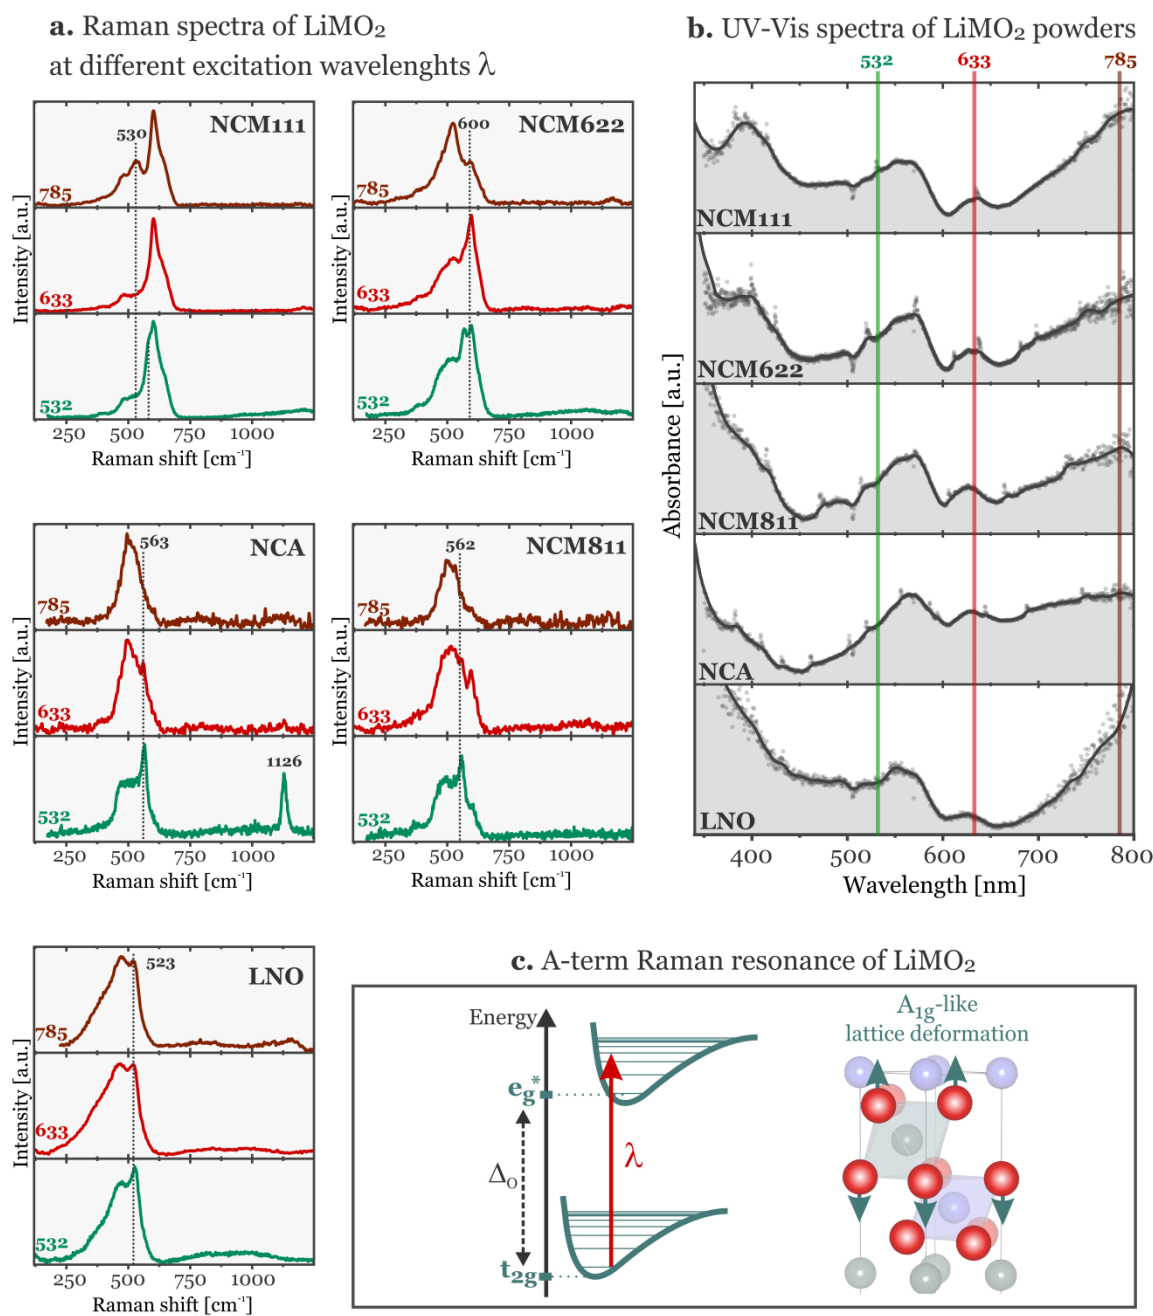 a. Raman spectra of LiMO₂
at different excitation wavelenghts λ
NCM111
530
785
633
532
Intensity [a.u.]
250 500 750 1000
Raman shift [cm⁻¹]
NCM622
600
785
633
532
Intensity [a.u.]
250 500 750 1000
Raman shift [cm⁻¹]
NCA
563
785
633
532
1126
Intensity [a.u.]
250 500 750 1000
Raman shift [cm⁻¹]
NCM811
562
785
633
532
Intensity [a.u.]
250 500 750 1000
Raman shift [cm⁻¹]
LNO
523
785
633
532
Intensity [a.u.]
250 500 750 1000
Raman shift [cm⁻¹]
b. UV-Vis spectra of LiMO₂ powders
532 633 785
NCM111
NCM622
NCM811
NCA
LNO
Absorbance [a.u.]
400 500 600 700 800
Wavelength [nm]
c. A-term Raman resonance of LiMO₂
Energy
e_g*
Δ_o
t_2g
λ
A₁g-like
lattice deformation